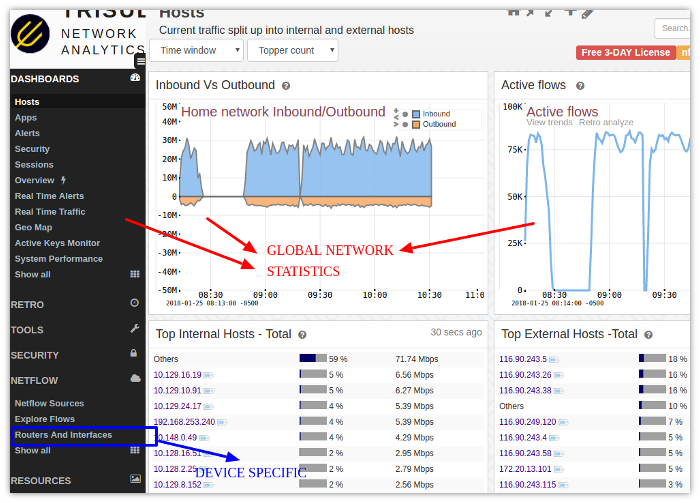 TRISUL
NETWORK
ANALYTICS
Hosts
Current traffic split up into internal and external hosts
Time window
Topper count
Search...
Free 3-DAY License
DASHBOARDS
Hosts
Apps
Alerts
Security
Sessions
Overview
Real Time Alerts
Real Time Traffic
Geo Map
Active Keys Monitor
System Performance
Show all
RETRO
TOOLS
SECURITY
NETFLOW
Netflow Sources
Explore Flows
Routers And Interfaces
Show all
RESOURCES
Inbound Vs Outbound
Home network Inbound/Outbound
Inbound
Outbound
50M
40M
30M
20M
10M
0
-10M
-20M
-30M
-40M
-50M
08:30
09:00
09:30
10:00
10:30
11:0
2018-01-25 08:13:00 -0500
Active flows
Active flows
View trends Retro analyze
100K
75K
50K
25K
0
08:30
09:00
09:30
2018-01-25 08:14:00 -0500
GLOBAL NETWORK
STATISTICS
Top Internal Hosts - Total
30 secs ago
Others 59 % 71.74 Mbps
10.129.16.19 5 % 6.56 Mbps
10.129.10.91 5 % 6.27 Mbps
10.129.24.17 4 % 5.39 Mbps
192.168.253.240 4 % 5.39 Mbps
10.148.0.49 4 % 4.29 Mbps
10.128.16.51 2 % 2.95 Mbps
10.128.2.25 2 % 2.79 Mbps
10.129.8.152 2 % 2.56 Mbps
DEVICE SPECIFIC
Top External Hosts -Total
116.90.243.5 18 %
116.90.243.26 16 %
116.90.243.38 16 %
Others 10 %
116.90.249.120 7 %
116.90.243.4 5 %
116.90.243.58 5 %
172.20.13.101 5 %
116.90.243.115 3 %